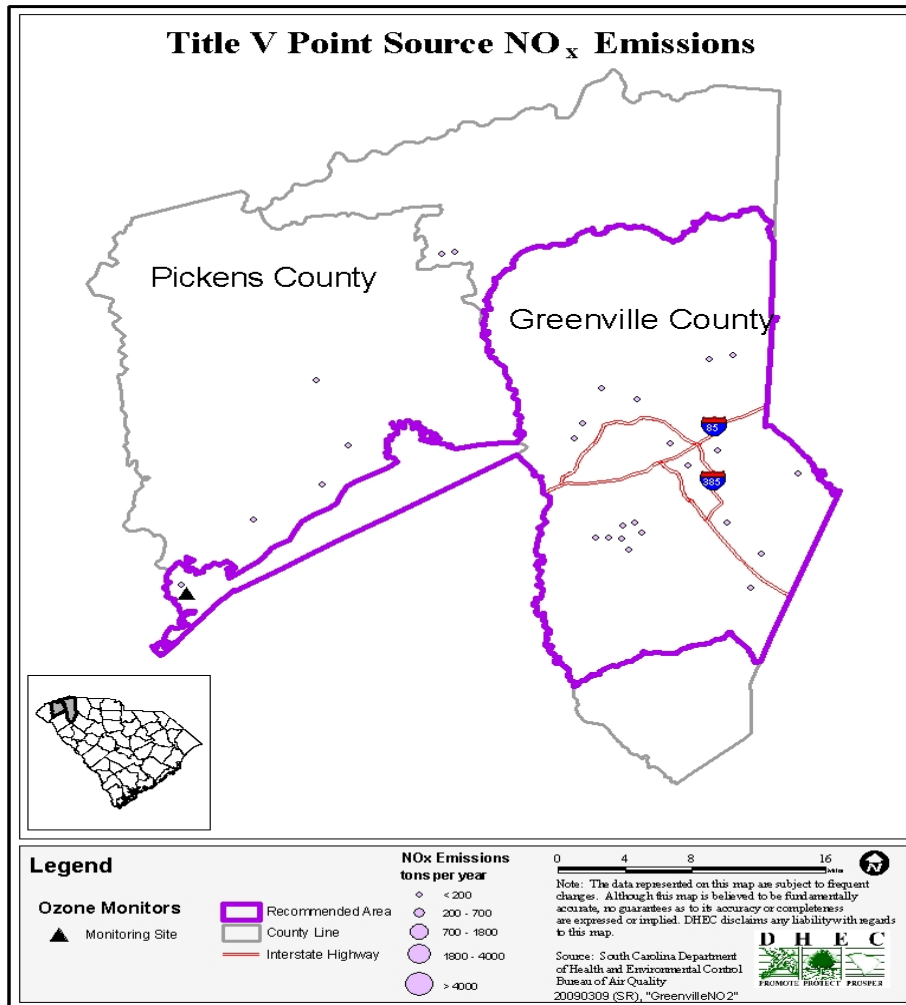 Title V Point Source NOx Emissions
Pickens County
Greenville County
85
385
Legend
Ozone Monitors
Monitoring Site
Recommended Area
County Line
Interstate Highway
NOx Emissions
tons per year
< 200
200 - 700
700 - 1800
1800 - 4000
> 4000
0 4 8 16
Miles
N
Note: The data represented on this map are subject to frequent
changes. Although this map is believed to be fundamentally
accurate, no guarantees as to its accuracy or completeness
are expressed or implied. DHEC disclaims any liability with regards
to this map.
Source: South Carolina Department
of Health and Environmental Control
Bureau of Air Quality
20090309 (SR), "GreenvilleNO2"
D H E C
PROMOTE PROTECT PROSPER